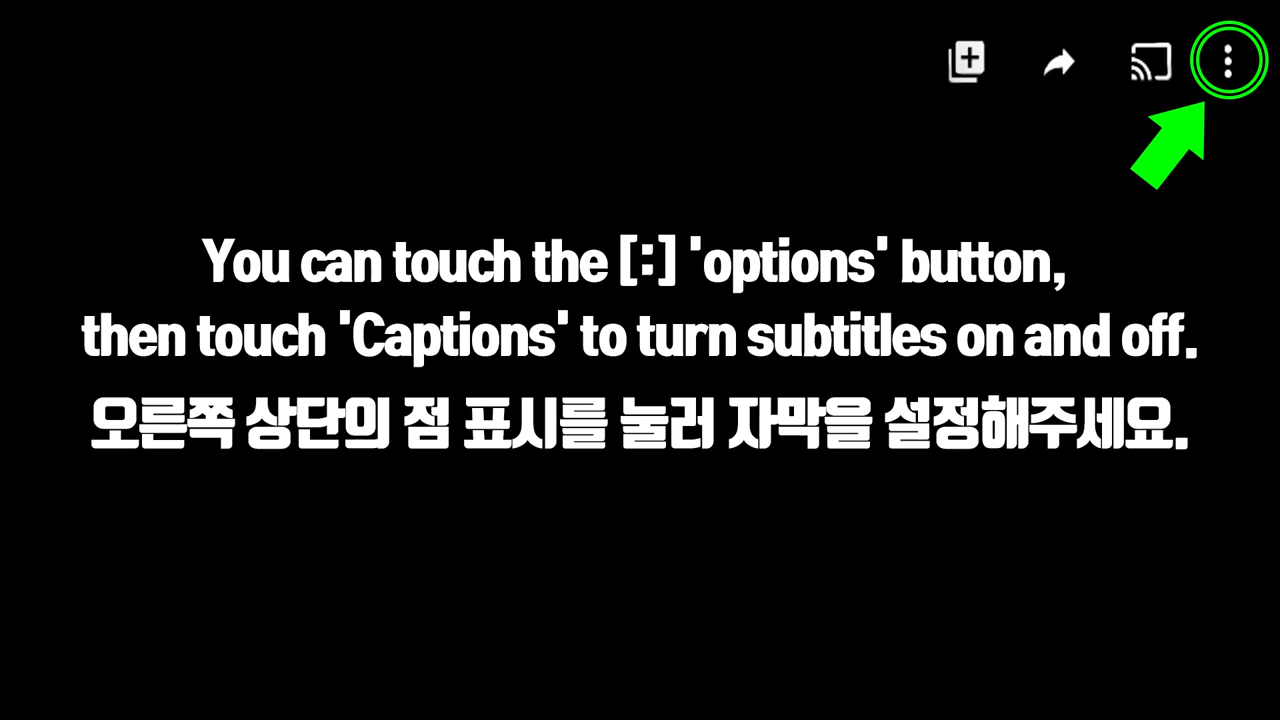 You can touch the [:] 'options' button,
then touch 'Captions' to turn subtitles on and off.
오른쪽 상단의 점 표시를 눌러 자막을 설정해주세요.